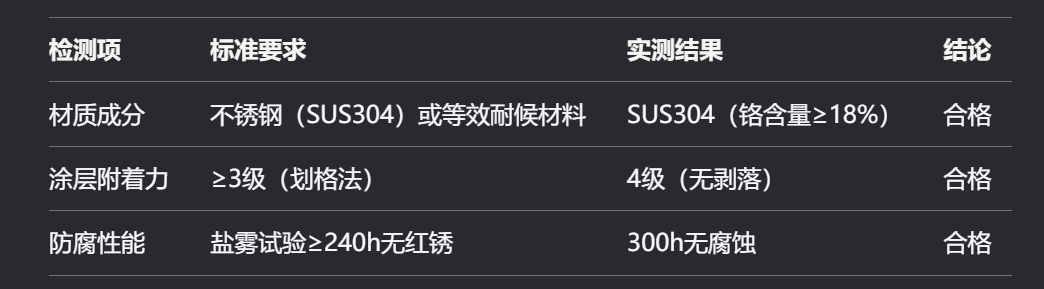 检测项 标准要求 实测结果 结论
材质成分 不锈钢（SUS304）或等效耐候材料 SUS304（铬含量≥18%） 合格
涂层附着力 ≥3级（划格法） 4级（无剥落） 合格
防腐性能 盐雾试验≥240h无红锈 300h无腐蚀 合格